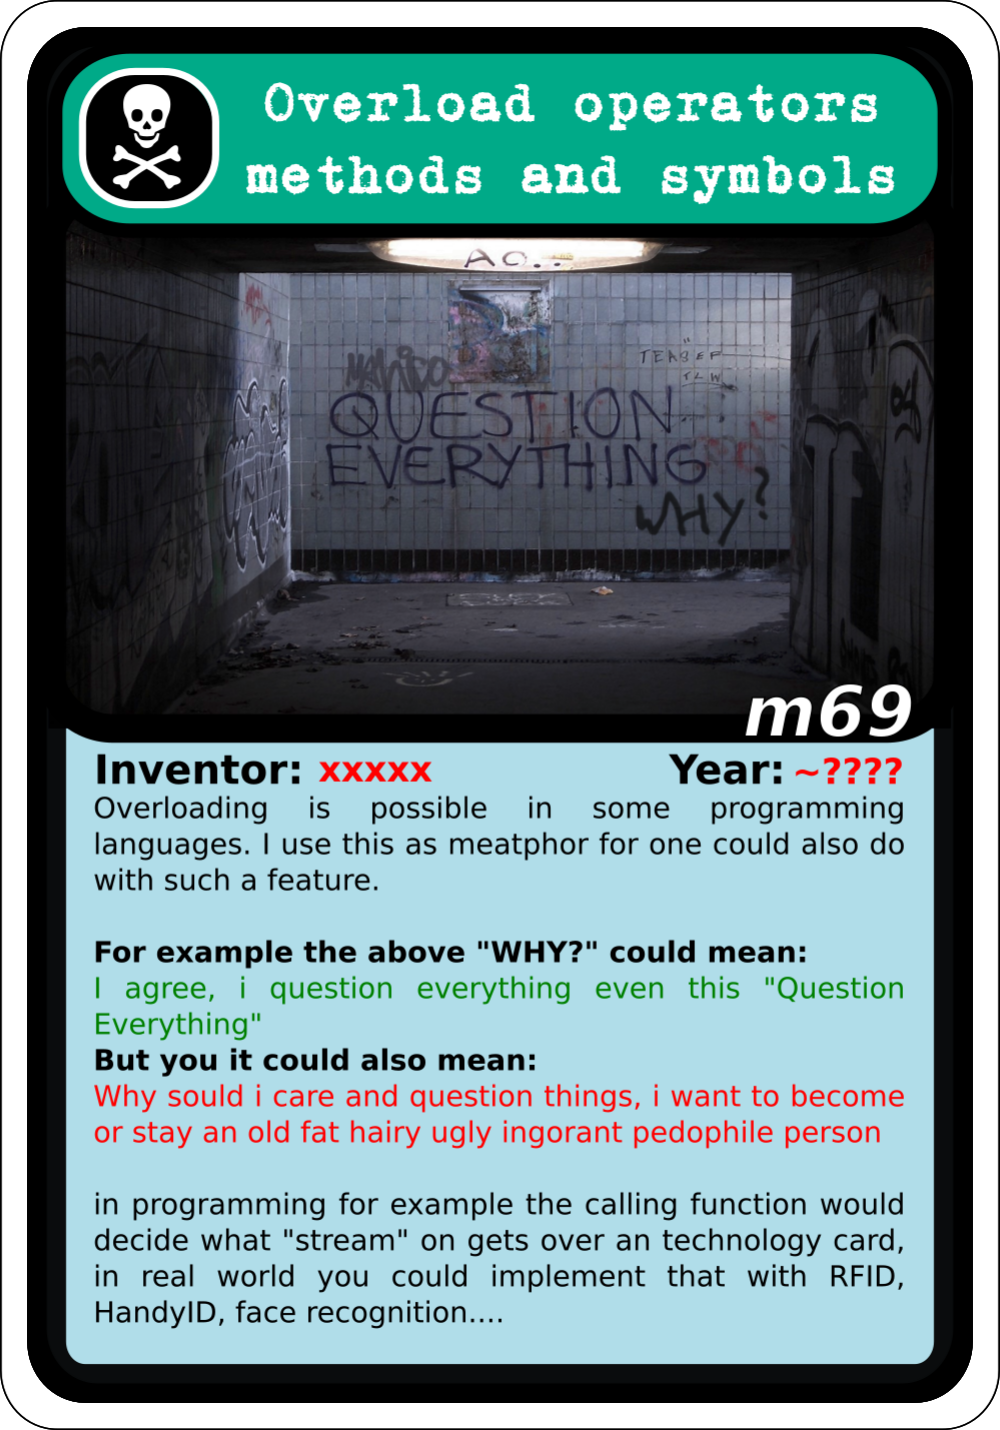 Overload operators
methods and symbols
AO..
QUESTION
EVERYTHING
WHY?
TEASEF
TLW
m69
Inventor: xxxxx Year: ~????
Overloading is possible in some programming
languages. I use this as meatphor for one could also do
with such a feature.
For example the above "WHY?" could mean:
I agree, i question everything even this "Question
Everything"
But you it could also mean:
Why sould i care and question things, i want to become
or stay an old fat hairy ugly ingorant pedophile person
in programming for example the calling function would
decide what "stream" on gets over an technology card,
in real world you could implement that with RFID,
HandyID, face recognition....